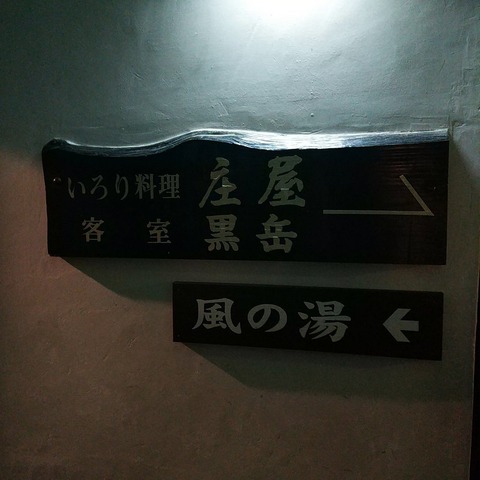 いろり料理 庄屋
客室 黒岳
風の湯